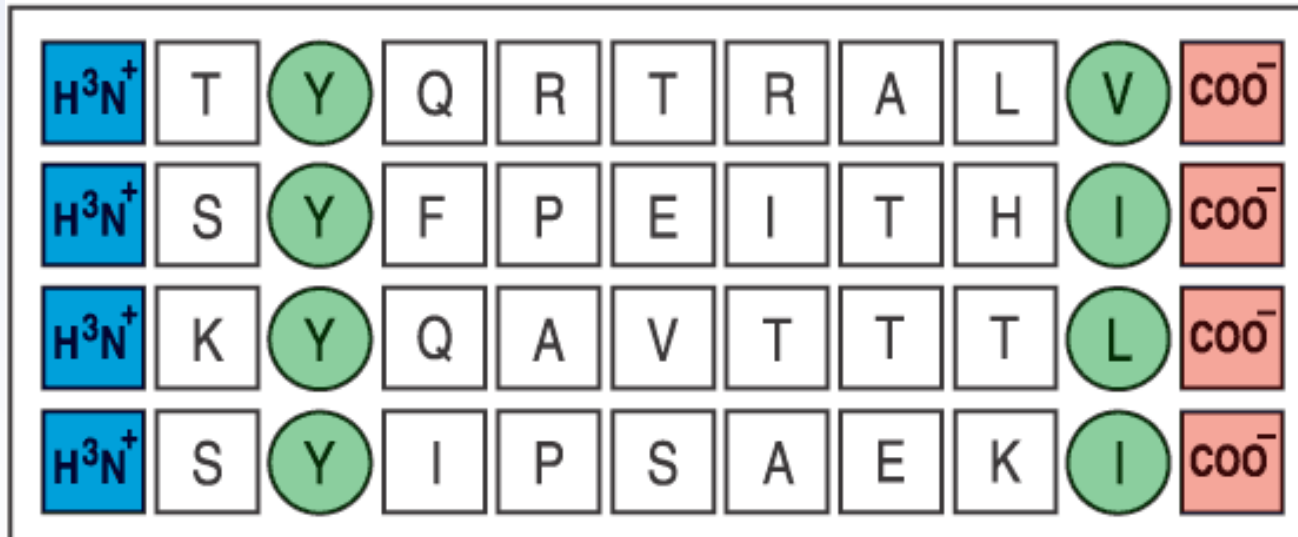 H³N⁺ T Y Q R T R A L V COO⁻
H³N⁺ S Y F P E I T H I COO⁻
H³N⁺ K Y Q A V T T T L COO⁻
H³N⁺ S Y I P S A E K I COO⁻